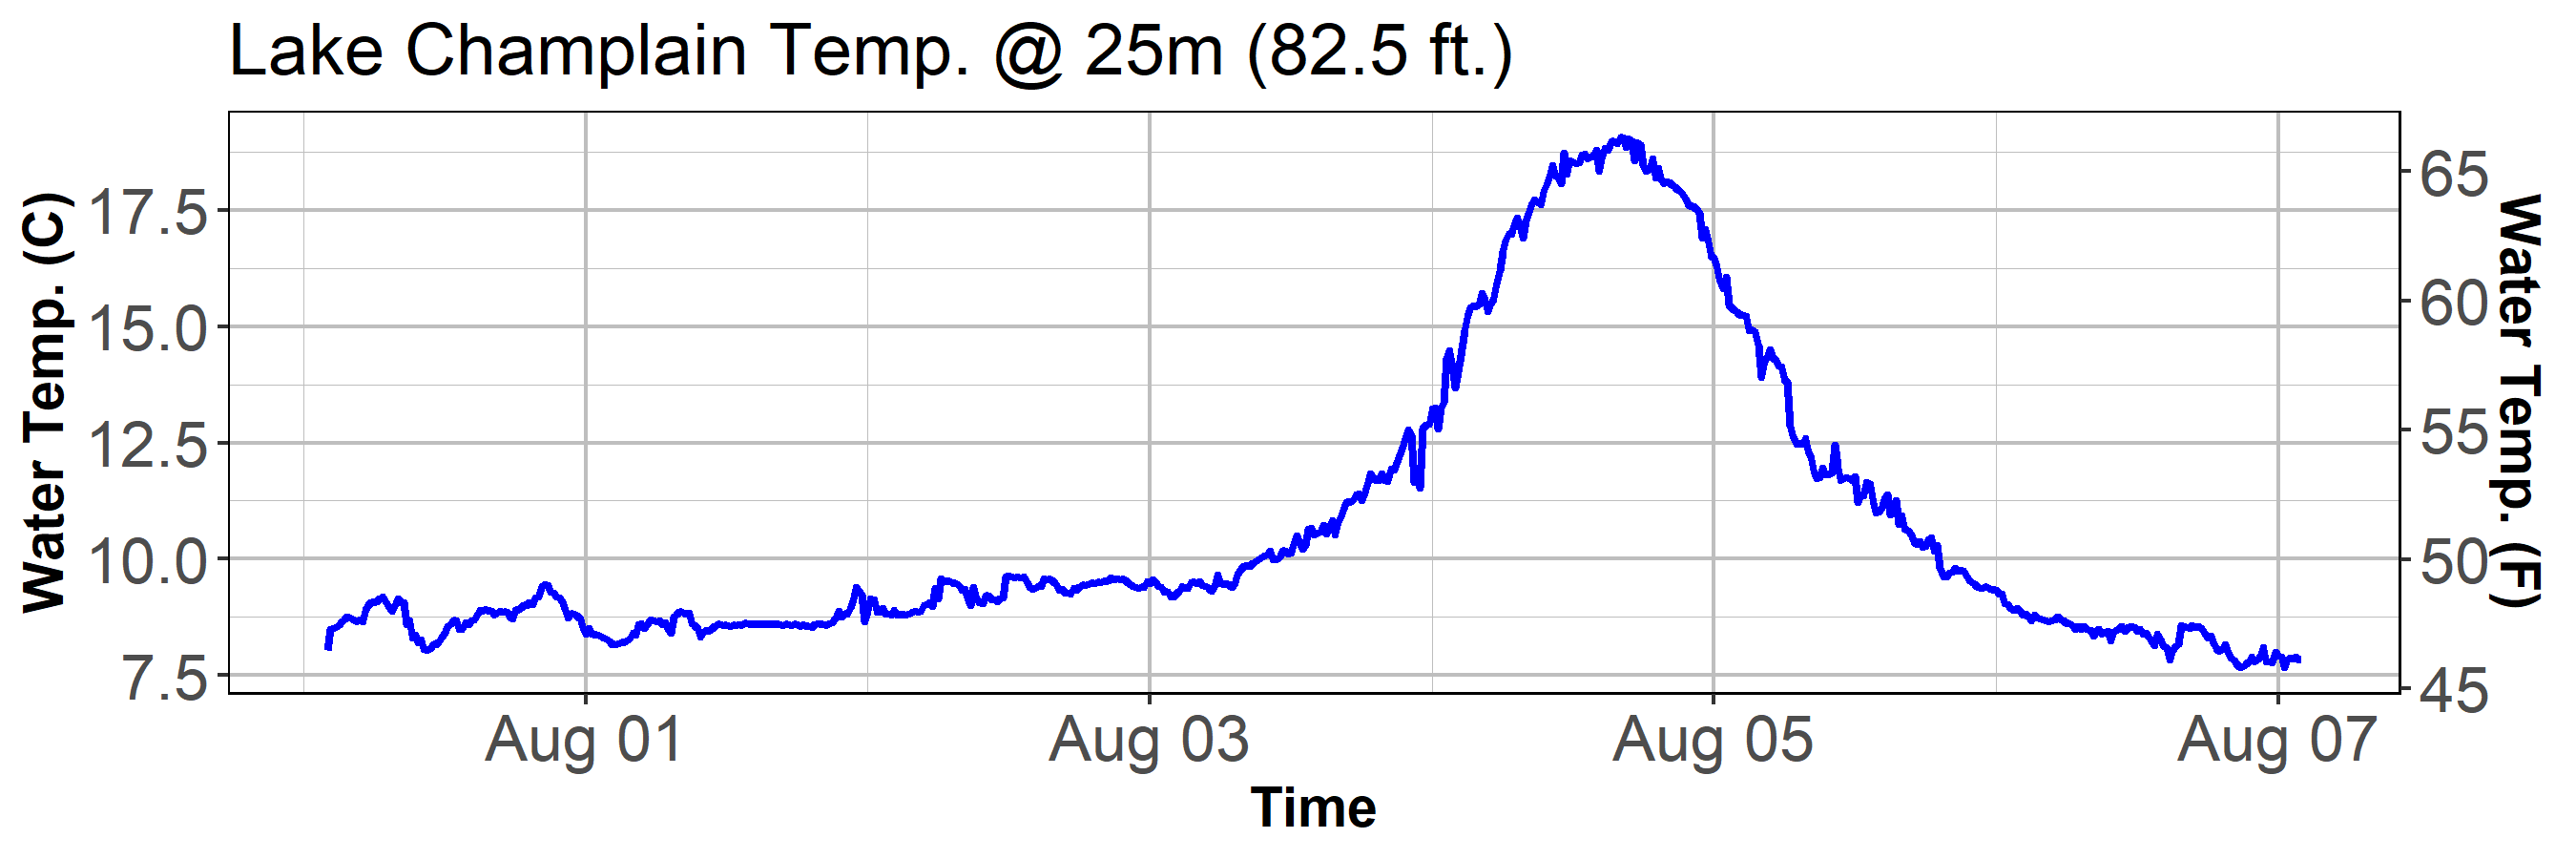 Lake Champlain Temp. @ 25m (82.5 ft.)
Water Temp. (C)
17.5
15.0
12.5
10.0
7.5
65
60
55
50
45
Water Temp. (F)
Aug 01
Aug 03
Aug 05
Aug 07
Time